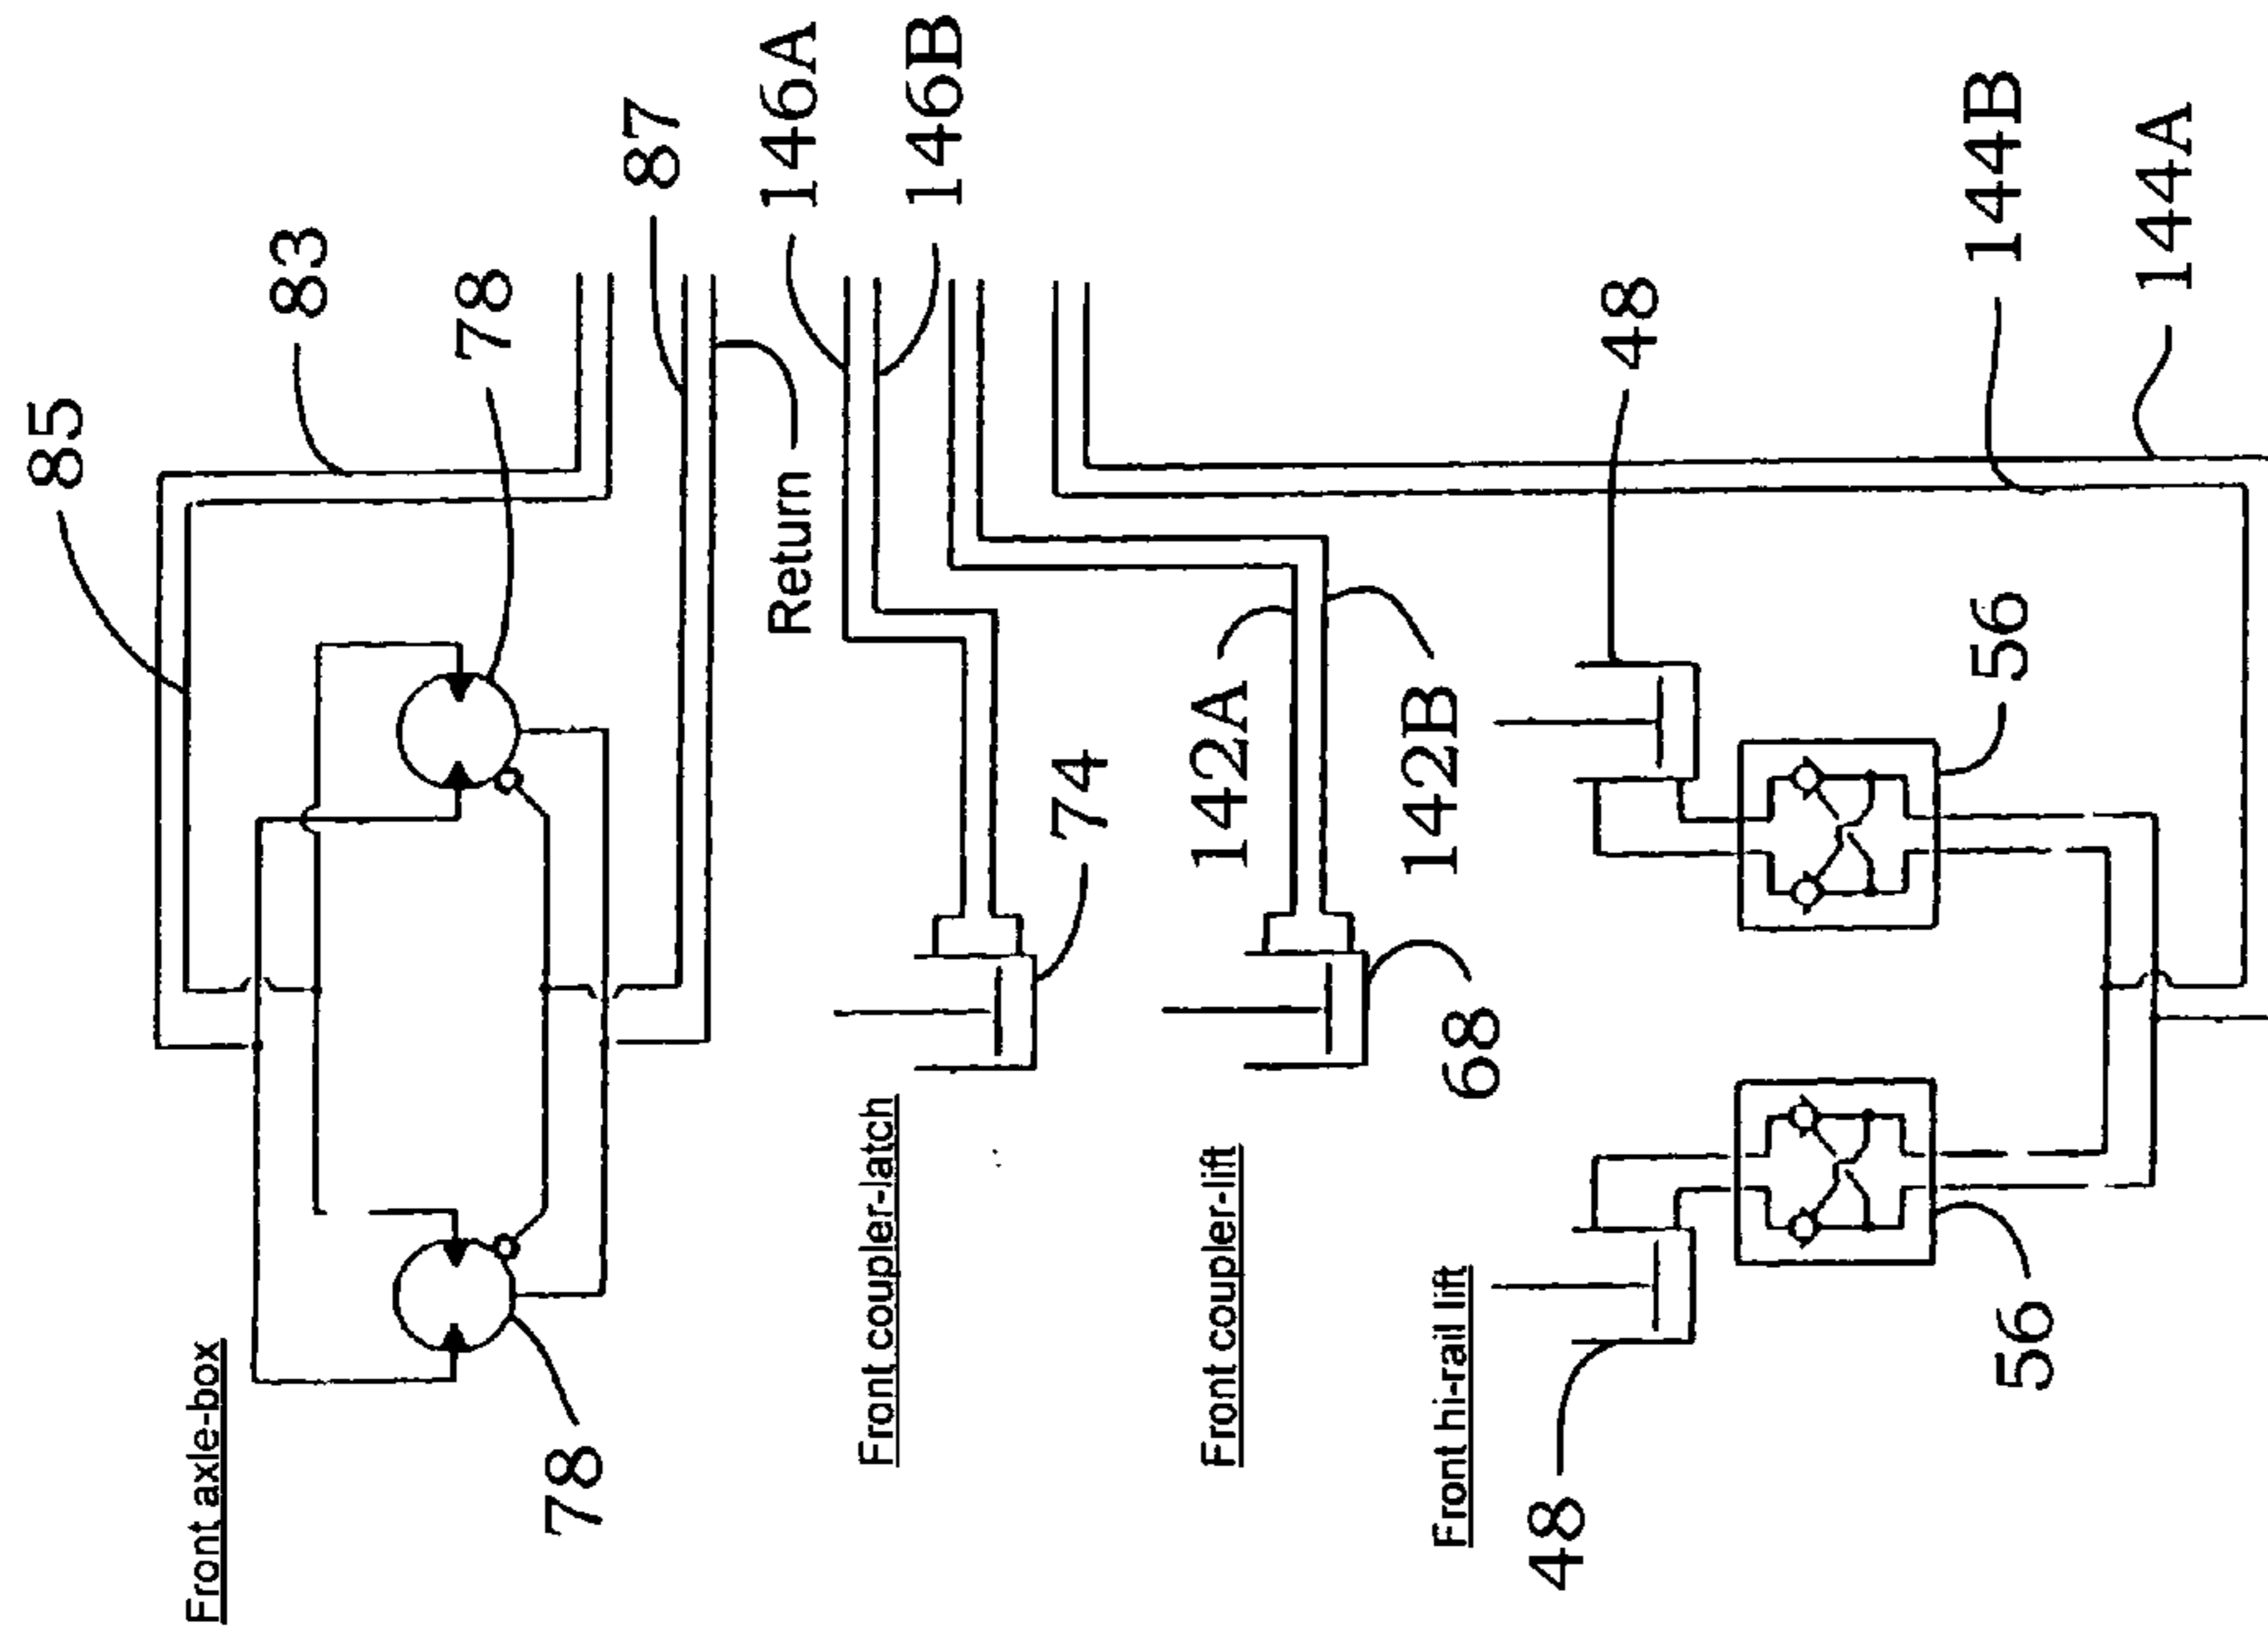 Front axle-box
78
85
83
78
87
Return
146A
146B
Front coupler-latch
74
Front coupler-lift
68
142A
142B
Front hi-rail lift
48
48
56
56
144B
144A